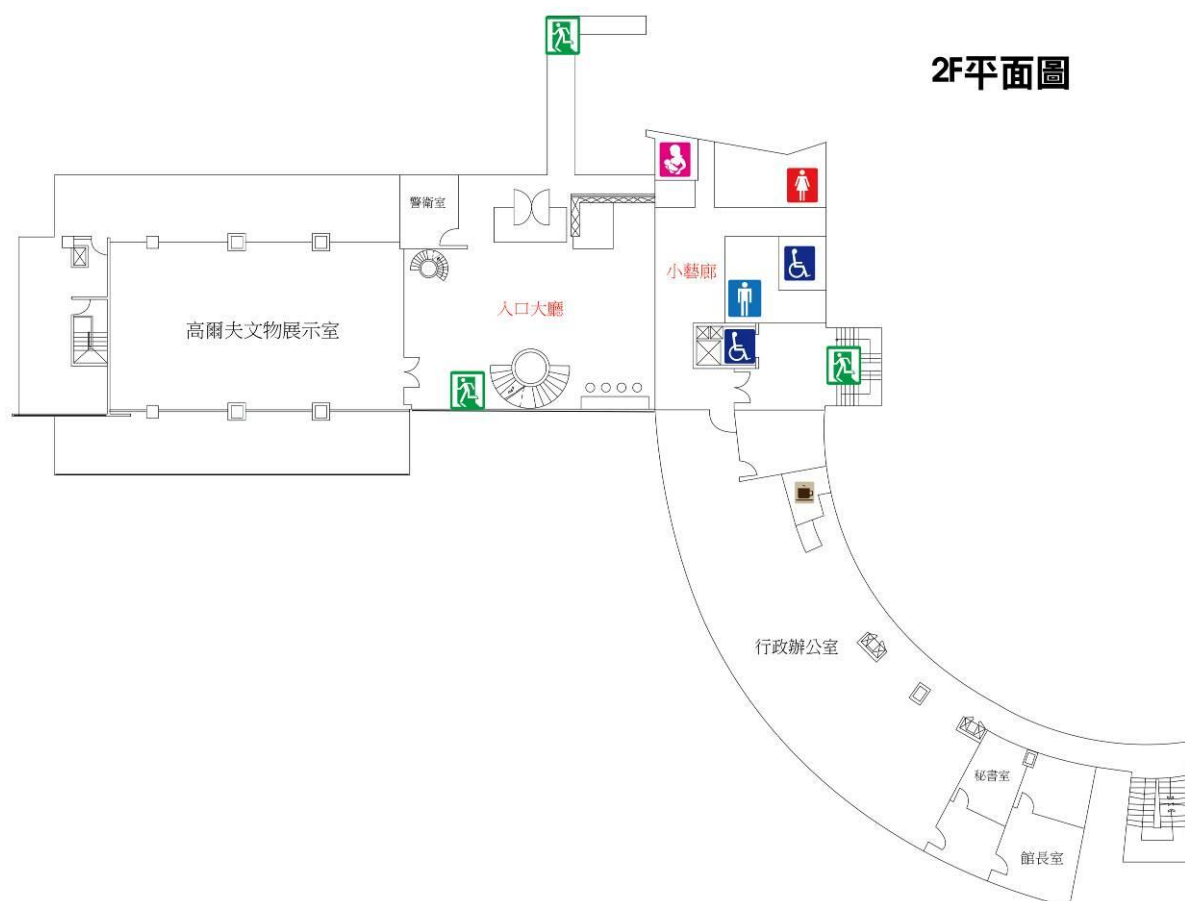 2F平面圖
警衛室
小藝廊
入口大廳
高爾夫文物展示室
行政辦公室
秘書室
館長室